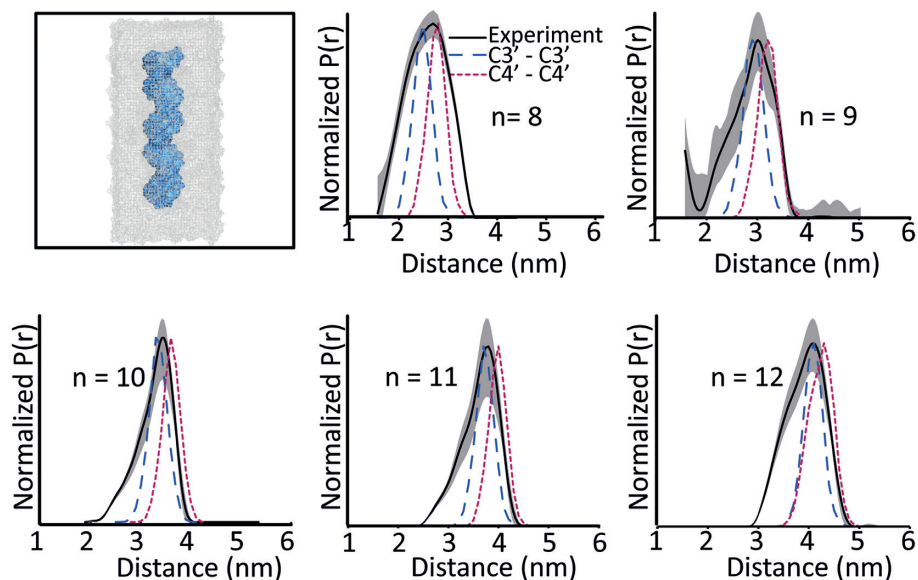 Normalized P(r)
Experiment
C3' - C3'
C4' - C4'
n= 8
1 2 3 4 5 6
Distance (nm)
Normalized P(r)
n = 9
1 2 3 4 5 6
Distance (nm)
Normalized P(r)
n = 10
1 2 3 4 5 6
Distance (nm)
Normalized P(r)
n = 11
1 2 3 4 5 6
Distance (nm)
Normalized P(r)
n = 12
1 2 3 4 5 6
Distance (nm)